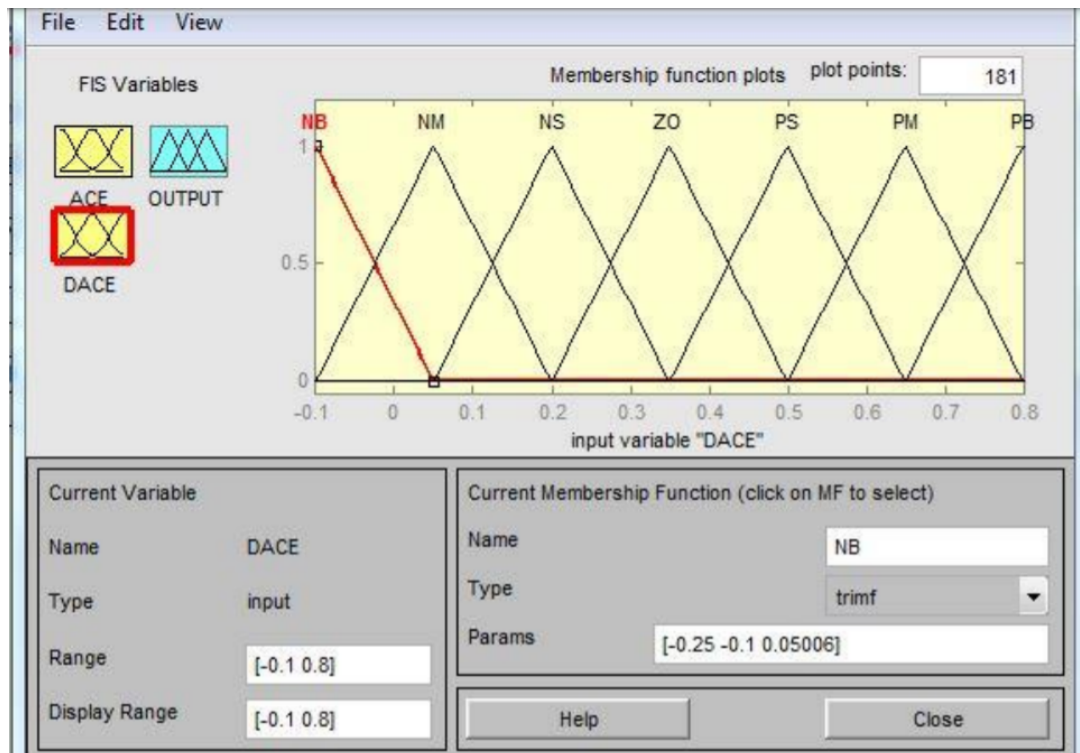 File Edit View
FIS Variables
Membership function plots plot points: 181
NB NM NS ZO PS PM PB
1
ACE OUTPUT
0.5
DACE
0
-0.1 0 0.1 0.2 0.3 0.4 0.5 0.6 0.7 0.8
input variable "DACE"
Current Variable
Name DACE
Type input
Range [-0.1 0.8]
Display Range [-0.1 0.8]
Current Membership Function (click on MF to select)
Name NB
Type trimf
Params [-0.25 -0.1 0.05006]
Help Close